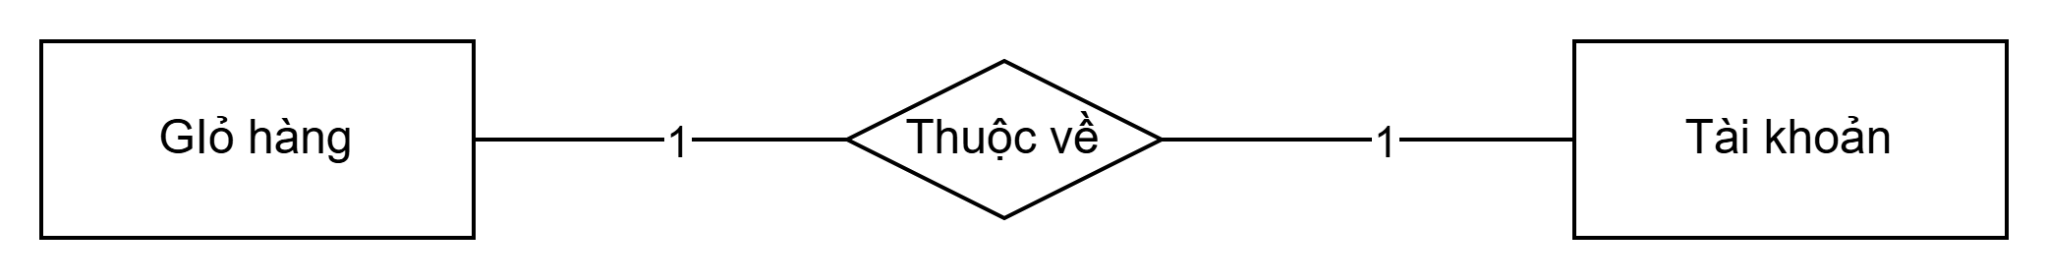 GIỏ hàng
1
Thuộc về
1
Tài khoản